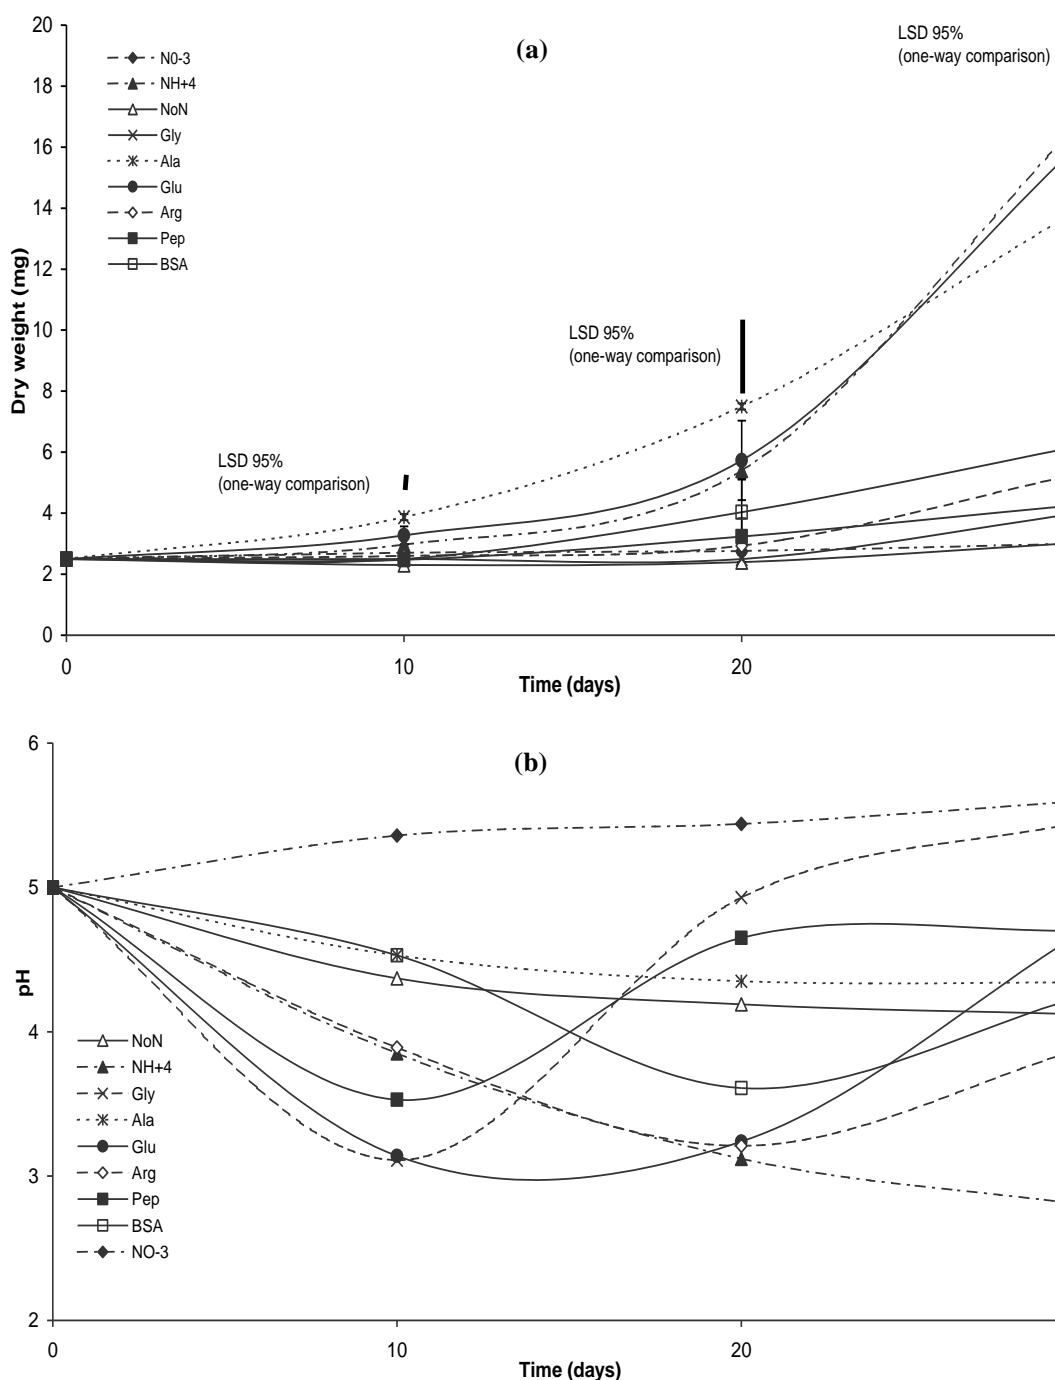 (a)
LSD 95%
(one-way comparison)
20
18
16
14
12
10
8
6
4
2
0
Dry weight (mg)
N0-3
NH+4
NoN
Gly
Ala
Glu
Arg
Pep
BSA
LSD 95%
(one-way comparison)
LSD 95%
(one-way comparison)
0
10
20
Time (days)
(b)
6
5
4
3
2
pH
NoN
NH+4
Gly
Ala
Glu
Arg
Pep
BSA
NO-3
0
10
20
Time (days)